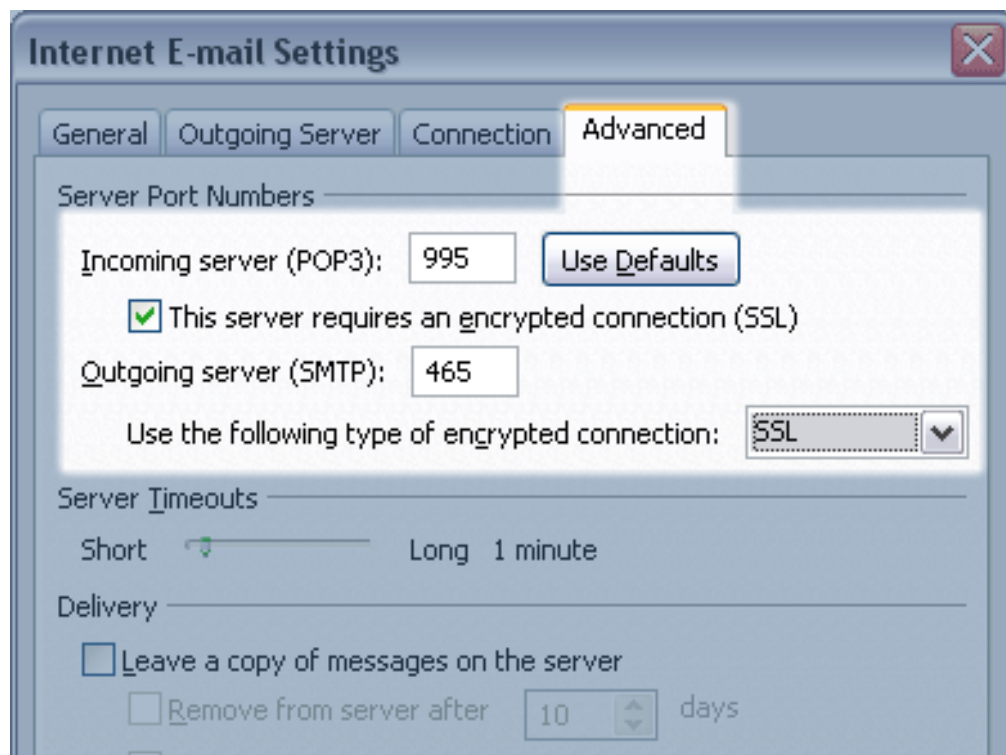 Internet E-mail Settings
General Outgoing Server Connection Advanced
Server Port Numbers
Incoming server (POP3): 995 Use Defaults
This server requires an encrypted connection (SSL)
Outgoing server (SMTP): 465
Use the following type of encrypted connection: SSL
Server Timeouts
Short Long 1 minute
Delivery
Leave a copy of messages on the server
Remove from server after 10 days